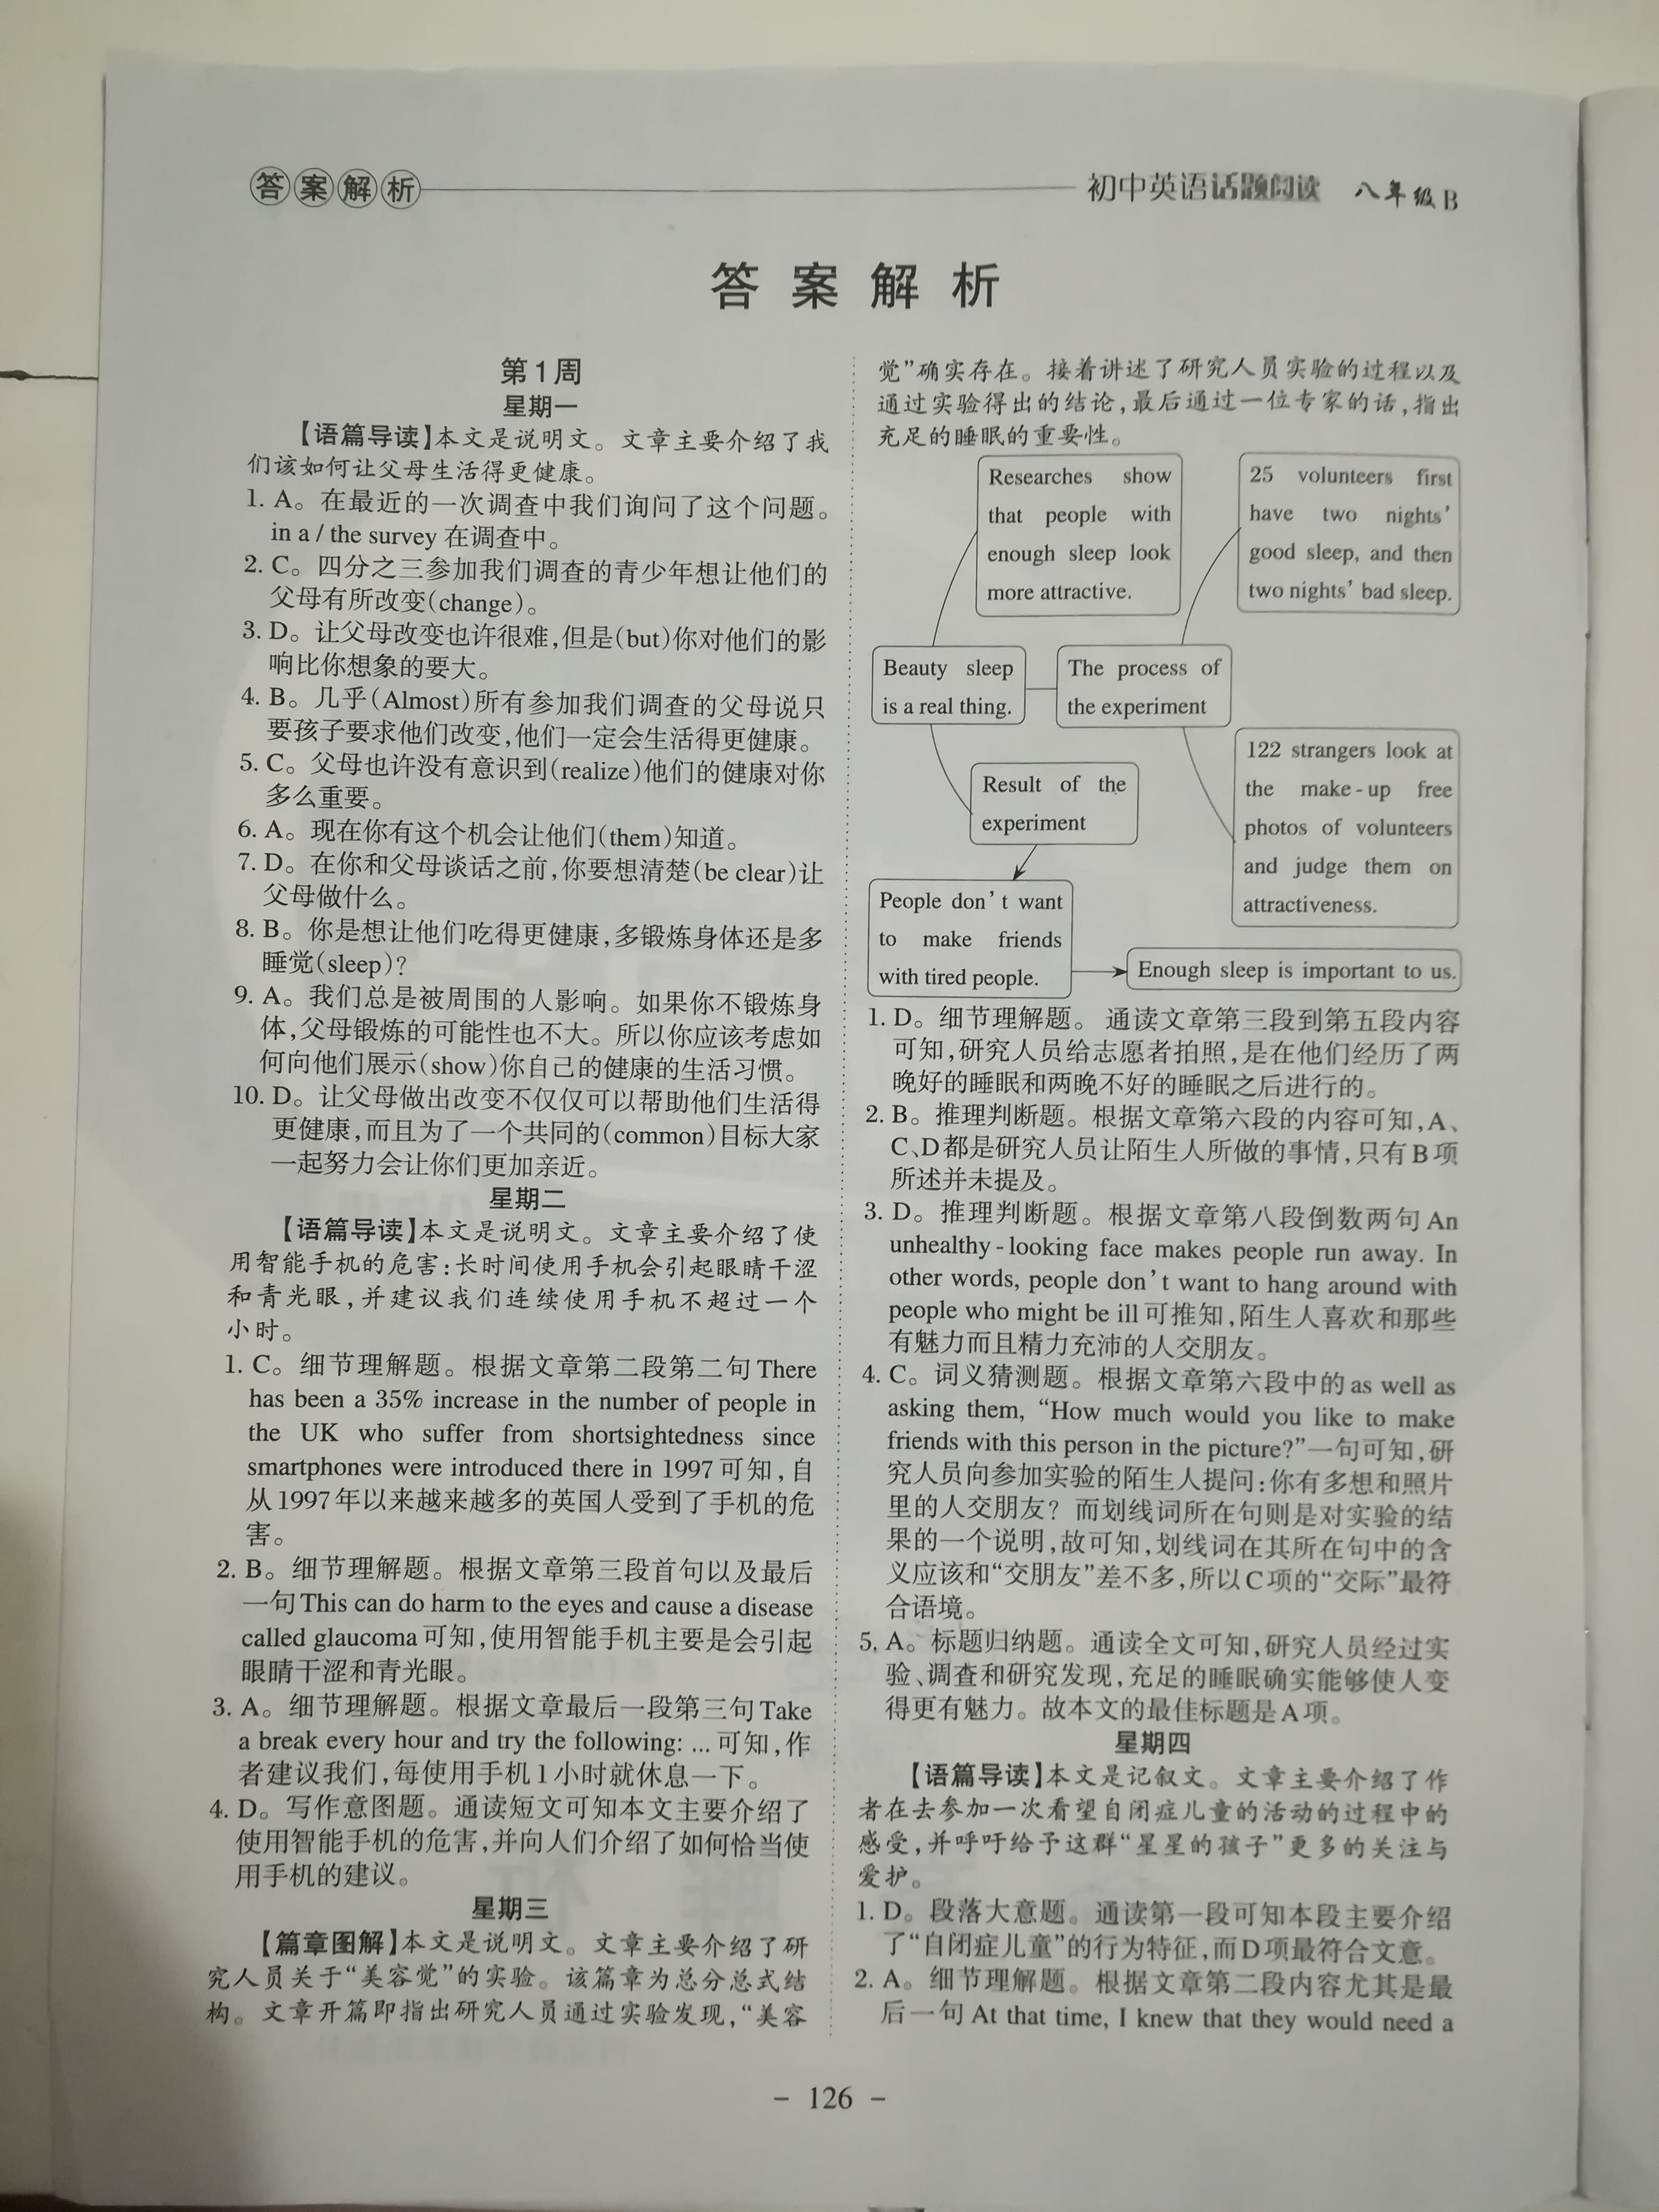 答案解析
初中英语话题阅读 八年级B
答案解析
第1周
星期一
【语篇导读】本文是说明文。文章主要介绍了我
们该如何让父母生活得更健康。
1. A。在最近的一次调查中我们询问了这个问题。
in a / the survey 在调查中。
2. C。四分之三参加我们调查的青少年想让他们的
父母有所改变(change)。
3. D。让父母改变也许很难,但是(but)你对他们的影
响比你想象的要大。
4. B。几乎(Almost)所有参加我们调查的父母说只
要孩子要求他们改变,他们一定会生活得更健康。
5. C。父母也许没有意识到(realize)他们的健康对你
多么重要。
6. A。现在你有这个机会让他们(them)知道。
7. D。在你和父母谈话之前,你要想清楚(be clear)让
父母做什么。
8. B。你是想让他们吃得更健康,多锻炼身体还是多
睡觉(sleep)?
9. A。我们总是被周围的人影响。如果你不锻炼身
体,父母锻炼的可能性也不大。所以你应该考虑如
何向他们展示(show)你自己的健康的生活习惯。
10. D。让父母做出改变不仅仅可以帮助他们生活得
更健康,而且为了一个共同的(common)目标大家
一起努力会让你们更加亲近。
星期二
【语篇导读】本文是说明文。文章主要介绍了使
用智能手机的危害:长时间使用手机会引起眼睛干涩
和青光眼,并建议我们连续使用手机不超过一个
小时。
1. C。细节理解题。根据文章第二段第二句There
has been a 35% increase in the number of people in
the UK who suffer from shortsightedness since
smartphones were introduced there in 1997可知,自
从1997年以来越来越多的英国人受到了手机的危
害。
2. B。细节理解题。根据文章第三段首句以及最后
一句This can do harm to the eyes and cause a disease
called glaucoma可知,使用智能手机主要是会引起
眼睛干涩和青光眼。
3. A。细节理解题。根据文章最后一段第三句Take
a break every hour and try the following: ...可知,作
者建议我们,每使用手机1小时就休息一下。
4. D。写作意图题。通读短文可知本文主要介绍了
使用智能手机的危害,并向人们介绍了如何恰当使
用手机的建议。
星期三
【篇章图解】本文是说明文。文章主要介绍了研
究人员关于“美容觉”的实验。该篇章为总分总式结
构。文章开篇即指出研究人员通过实验发现,“美容
觉”确实存在。接着讲述了研究人员实验的过程以及
通过实验得出的结论,最后通过一位专家的话,指出
充足的睡眠的重要性。
Researches show
that people with
enough sleep look
more attractive.
25 volunteers first
have two nights’
good sleep, and then
two nights’ bad sleep.
Beauty sleep
is a real thing.
The process of
the experiment
122 strangers look at
the make-up free
photos of volunteers
and judge them on
attractiveness.
Result of the
experiment
People don’t want
to make friends
with tired people.
Enough sleep is important to us.
1. D。细节理解题。通读文章第三段到第五段内容
可知,研究人员给志愿者拍照,是在他们经历了两
晚好的睡眠和两晚不好的睡眠之后进行的。
2. B。推理判断题。根据文章第六段的内容可知,A、
C、D都是研究人员让陌生人所做的事情,只有B项
所述并未提及。
3. D。推理判断题。根据文章第八段倒数两句An
unhealthy-looking face makes people run away. In
other words, people don’t want to hang around with
people who might be ill可推知,陌生人喜欢和那些
有魅力而且精力充沛的人交朋友。
4. C。词义猜测题。根据文章第六段中的as well as
asking them, “How much would you like to make
friends with this person in the picture?”一句可知,研
究人员向参加实验的陌生人提问:你有多想和照片
里的人交朋友?而划线词所在句则是对实验的结
果的一个说明,故可知,划线词在其所在句中的含
义应该和“交朋友”差不多,所以C项的“交际”最符
合语境。
5. A。标题归纳题。通读全文可知,研究人员经过实
验、调查和研究发现,充足的睡眠确实能够使人变
得更有魅力。故本文的最佳标题是A项。
星期四
【语篇导读】本文是记叙文。文章主要介绍了作
者在去参加一次看望自闭症儿童的活动的过程中的
感受,并呼吁给予这群“星星的孩子”更多的关注与
爱护。
1. D。段落大意题。通读第一段可知本段主要介绍
了“自闭症儿童”的行为特征,而D项最符合文意。
2. A。细节理解题。根据文章第二段内容尤其是最
后一句At that time, I knew that they would need a
- 126 -